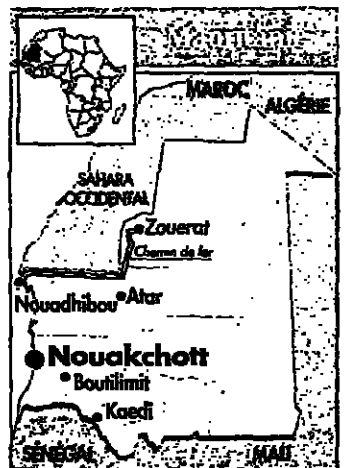 MAROC
ALGÉRIE
SAHARA
OCCIDENTAL
Zouerat
Chemin de fer
Nouadhibou
Atar
Nouakchott
Boutilimit
Kaedi
SÉNÉGAL
MALI